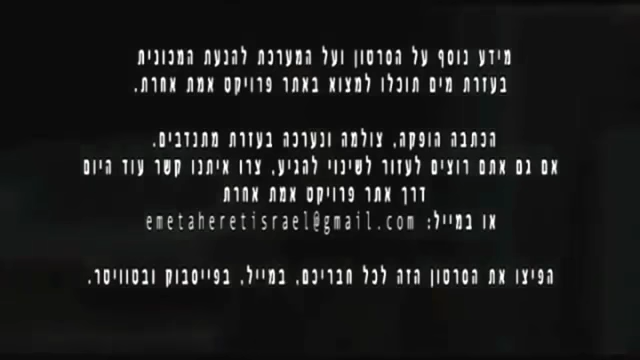 מידע נוסף על הסרטון ועל המערכת להנעת המכונית
בעזרת מים תוכלו למצוא באתר פרויקט אמת אחרת.
הכתבה הופקה, צולמה ונערכה בעזרת מתנדבים.
אם גם אתם רוצים לעזור לשינוי להגיע, צרו איתנו קשר עוד היום
דרך אתר פרויקט אמת אחרת
או במייל: emetaheretisrael@gmail.com
הפיצו את הסרטון הזה לכל חבריכם, במייל, בפייסבוק ובטוויטר.